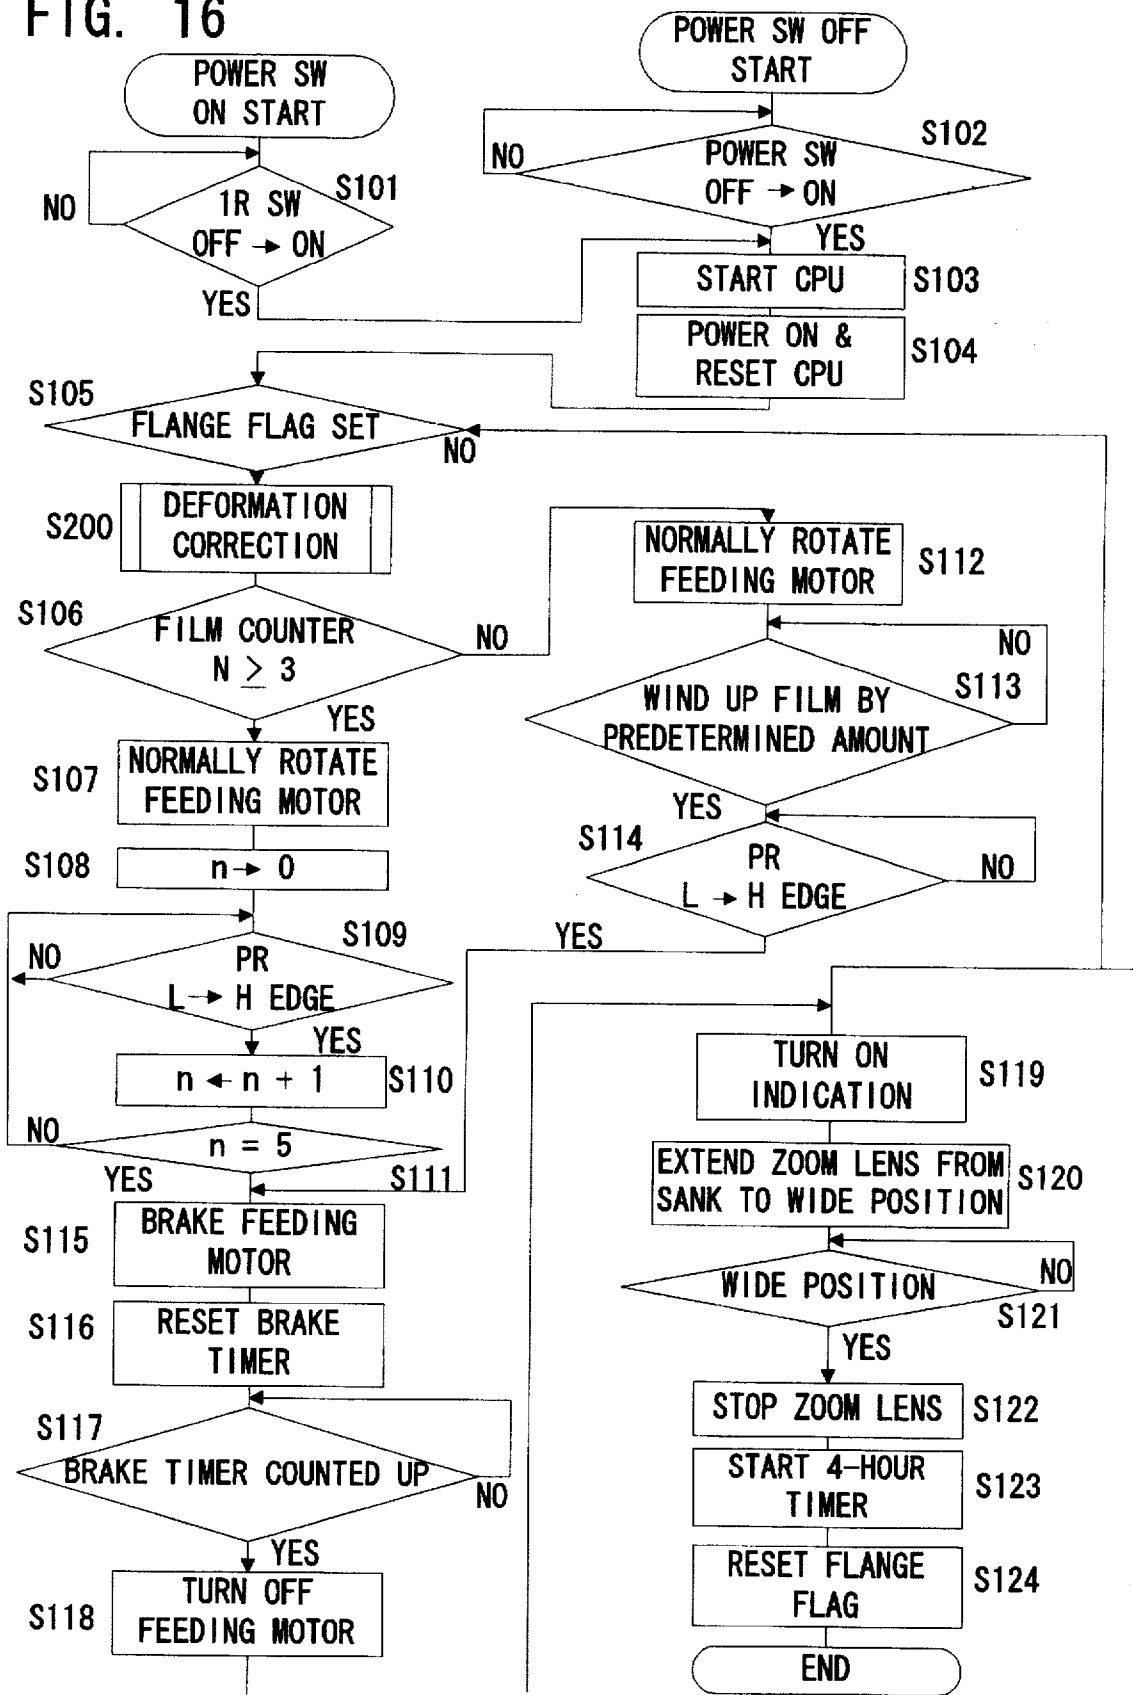 FIG. 16
POWER SW
ON START
NO
1R SW
OFF → ON
S101
YES
POWER SW OFF
START
NO
POWER SW
OFF → ON
S102
YES
START CPU
S103
POWER ON &
RESET CPU
S104
S105
FLANGE FLAG SET
NO
S200
DEFORMATION
CORRECTION
S106
FILM COUNTER
N ≥ 3
NO
YES
S107
NORMALLY ROTATE
FEEDING MOTOR
S108
n → 0
S109
NO
PR
L → H EDGE
YES
n ← n + 1
S110
NO
n = 5
YES
S111
S115
BRAKE FEEDING
MOTOR
S116
RESET BRAKE
TIMER
S117
BRAKE TIMER COUNTED UP
NO
YES
S118
TURN OFF
FEEDING MOTOR
NORMALLY ROTATE
FEEDING MOTOR
S112
NO
S113
WIND UP FILM BY
PREDETERMINED AMOUNT
YES
S114
PR
L → H EDGE
NO
YES
TURN ON
INDICATION
S119
EXTEND ZOOM LENS FROM
SANK TO WIDE POSITION
S120
WIDE POSITION
NO
S121
YES
STOP ZOOM LENS
S122
START 4-HOUR
TIMER
S123
RESET FLANGE
FLAG
S124
END